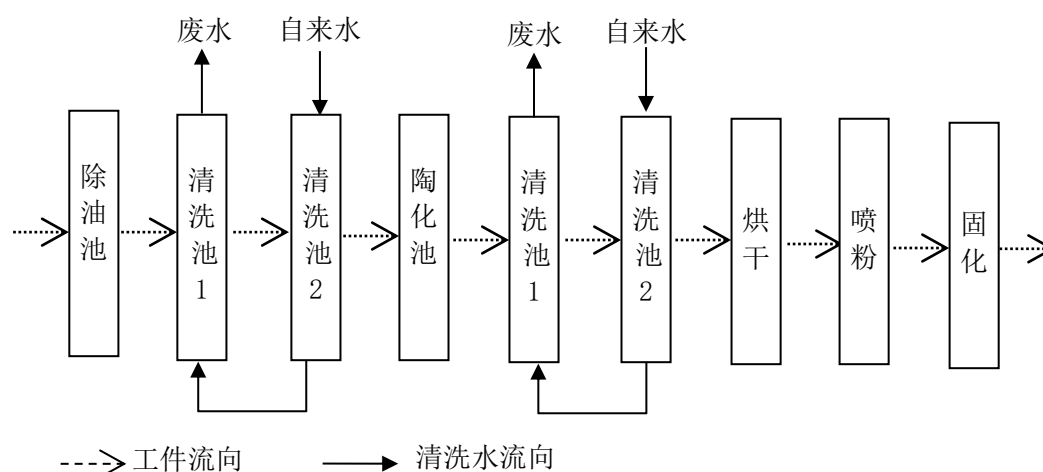 废水
自来水
废水
自来水
除油池
清洗池1
清洗池2
陶化池
清洗池1
清洗池2
烘干
喷粉
固化
工件流向
清洗水流向